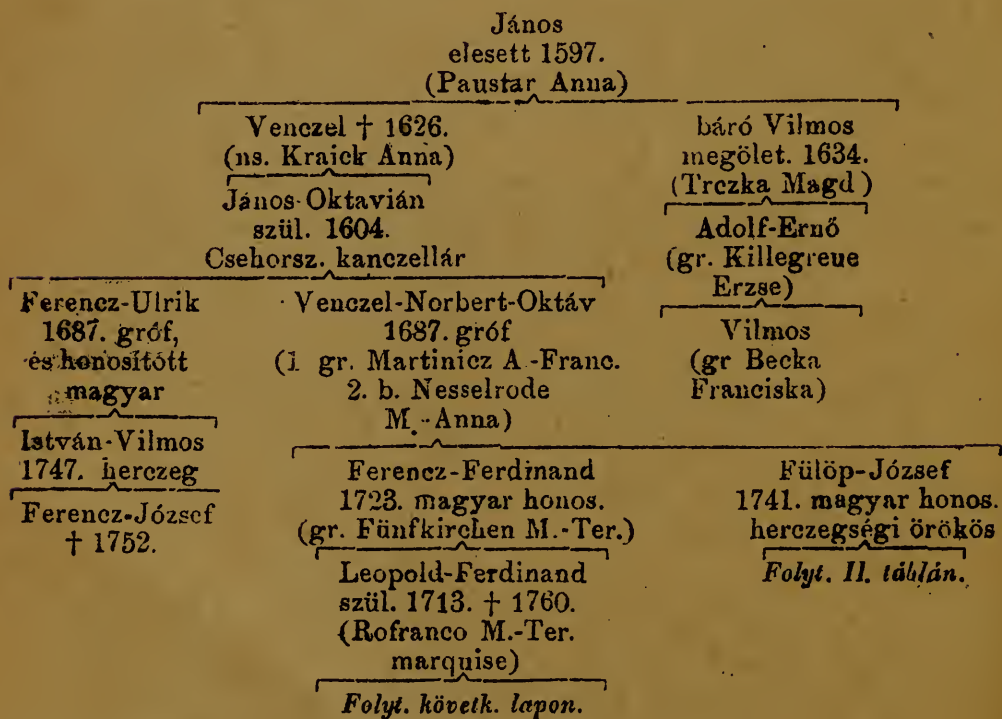 János
elesett 1597.
(Paustar Anna)
Venczel † 1626.
(ns. Kraick Anna)
János-Oktavián
szül. 1604.
Csehorsz. kanczellár
báró Vilmos
megölet. 1634.
(Trczka Magd )
Adolf-Ernő
(gr. Killegreue
Erzse)
Vilmos
(gr Becka
Franciska)
Ferencz-Ulrik
1687. gróf,
és honosítótt
magyar
István-Vilmos
1747. herczeg
Ferencz-József
† 1752.
Venczel-Norbert-Oktáv
1687. gróf
(1 gr. Martinicz A.-Franc.
2. b. Nesselrode
M.-Anna)
Ferencz-Ferdinand
1723. magyar honos.
(gr. Fünfkirchen M.-Ter.)
Leopold-Ferdinand
szül. 1713. † 1760.
(Rofranco M.-Ter.
marquise)
Folyt. követk. lapon.
Fülöp-József
1741. magyar honos.
herczegségi örökös
Folyt. II. táblán.